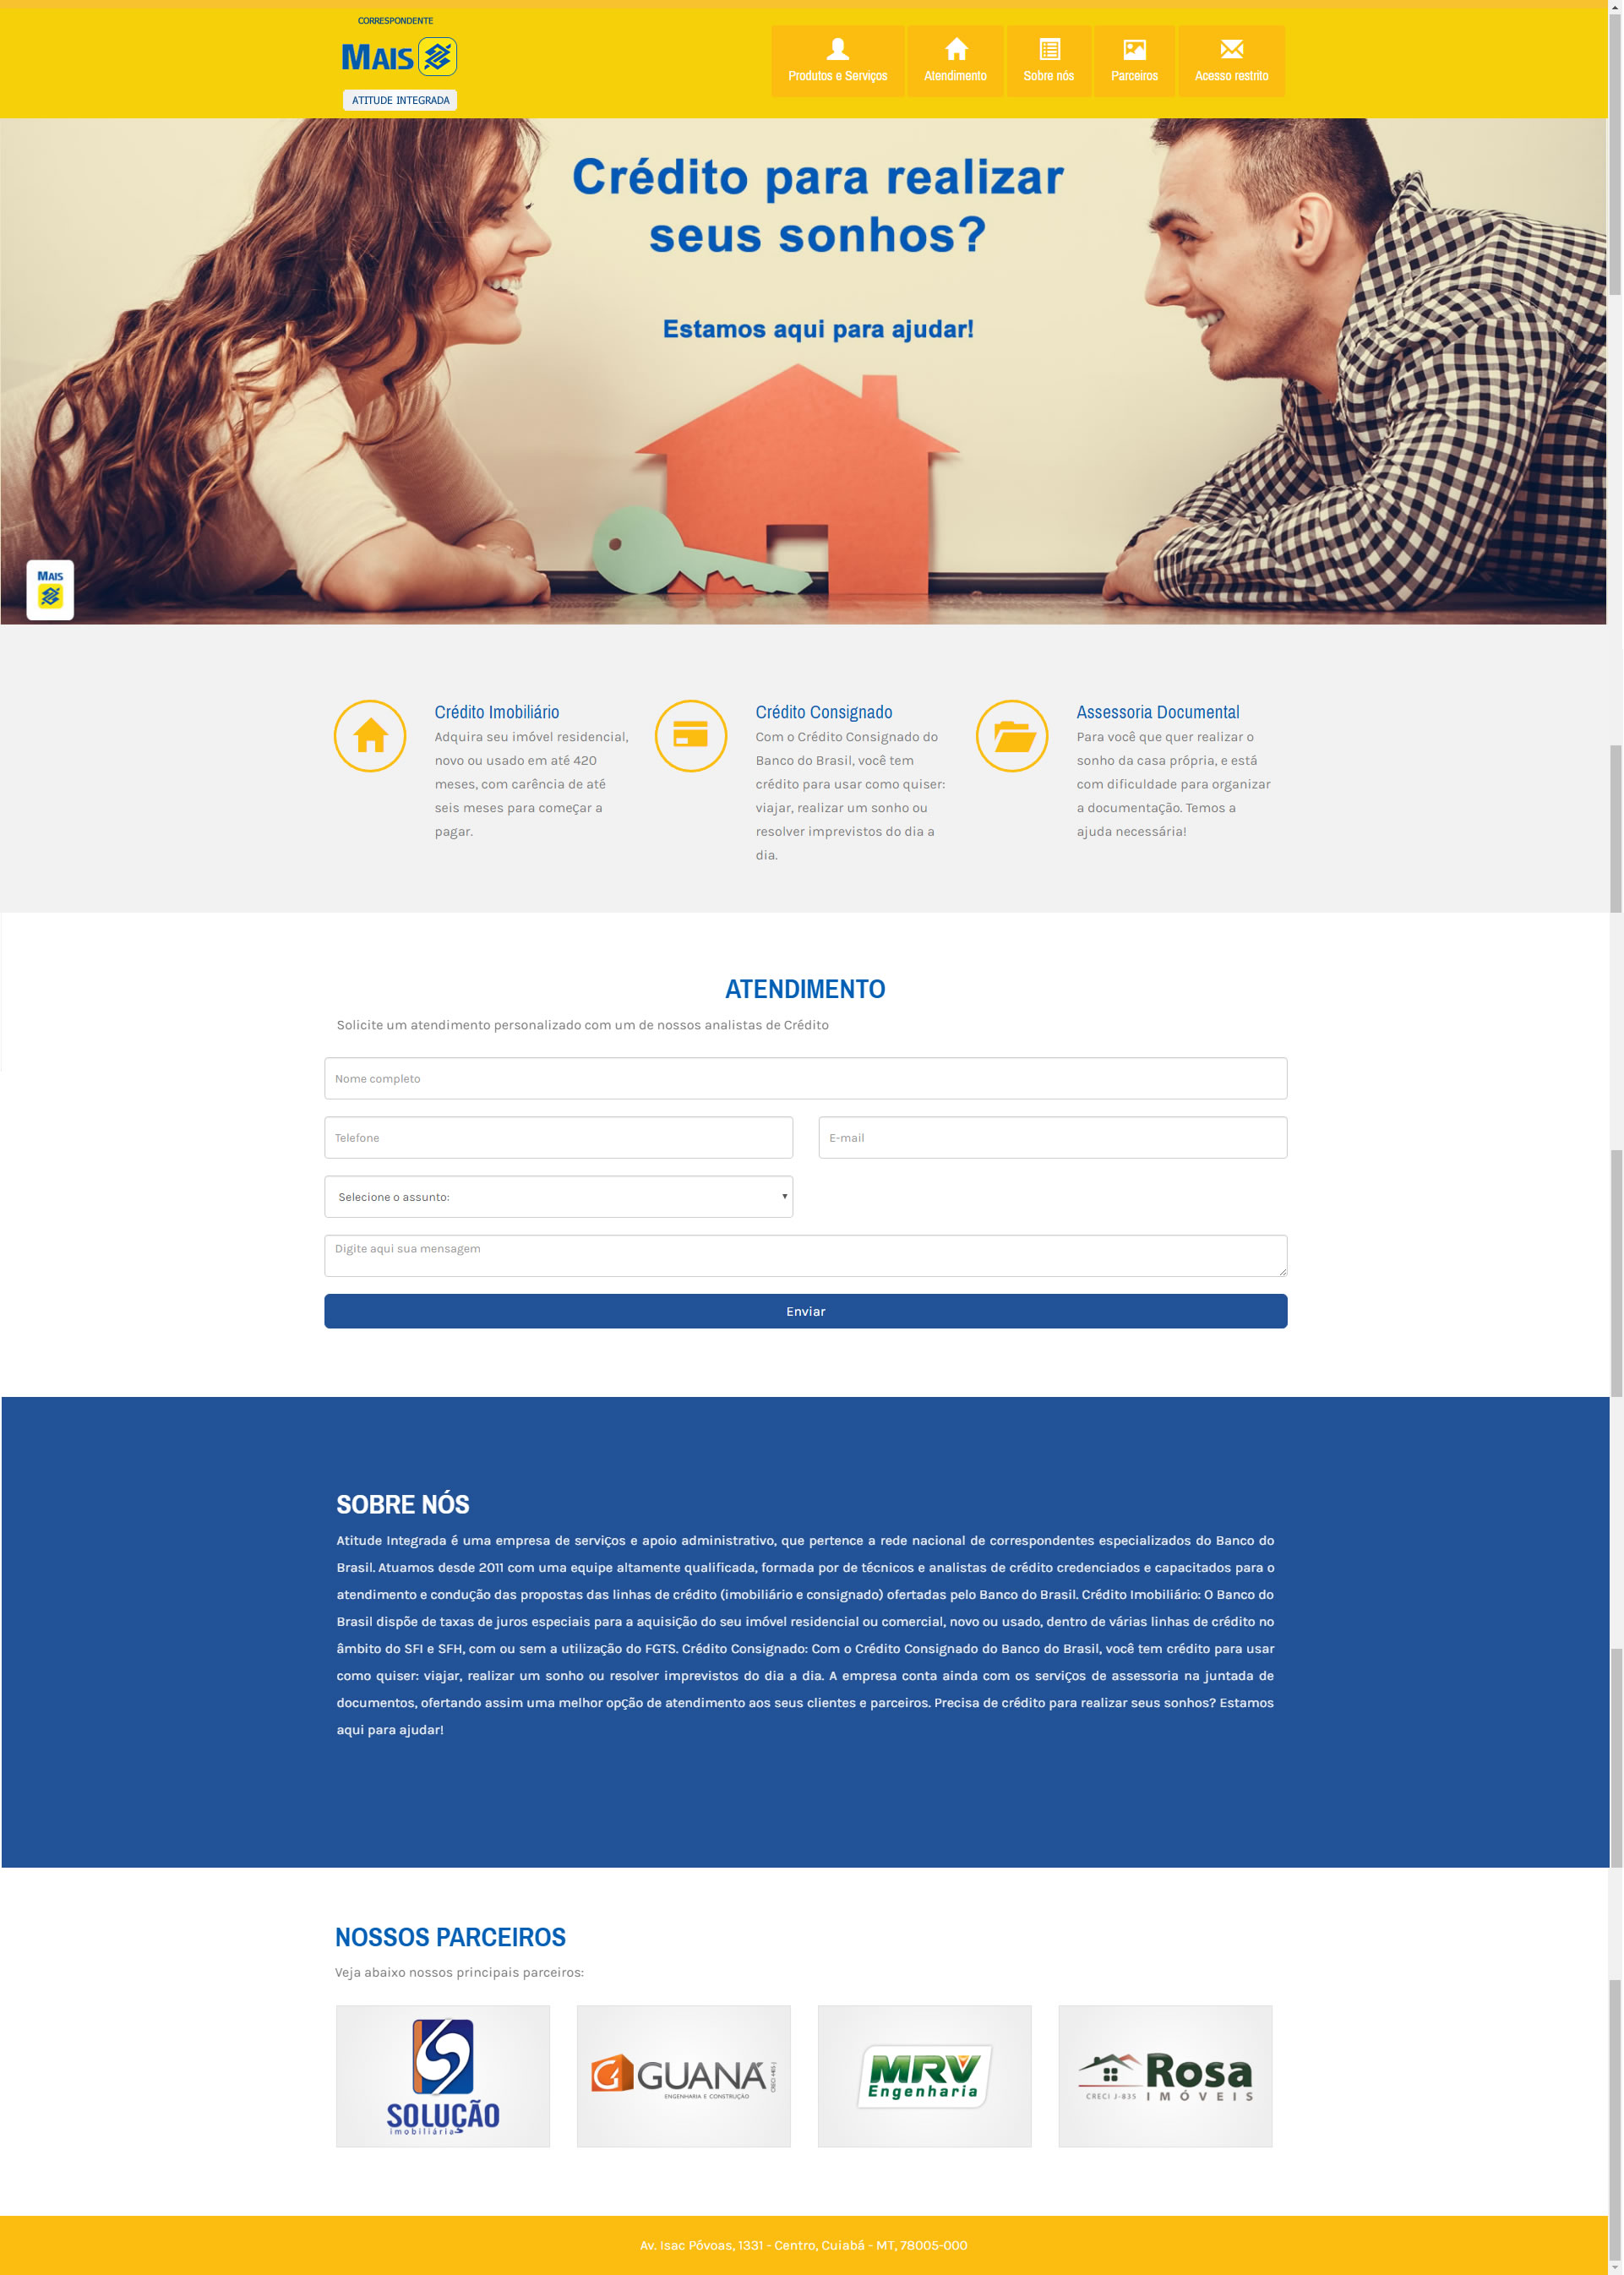 CORRESPONDENTE
MAIS
ATITUDE INTEGRADA
Produtos e Serviços
Atendimento
Sobre nós
Parceiros
Acesso restrito
Crédito para realizar
seus sonhos?
Estamos aqui para ajudar!
MAIS
Crédito Imobiliário
Adquira seu imóvel residencial,
novo ou usado em até 420
meses, com carência de até
seis meses para começar a
pagar.
Crédito Consignado
Com o Crédito Consignado do
Banco do Brasil, você tem
crédito para usar como quiser:
viajar, realizar um sonho ou
resolver imprevistos do dia a
dia.
Assessoria Documental
Para você que quer realizar o
sonho da casa própria, e está
com dificuldade para organizar
a documentação. Temos a
ajuda necessária!
ATENDIMENTO
Solicite um atendimento personalizado com um de nossos analistas de Crédito
Nome completo
Telefone
E-mail
Selecione o assunto:
Digite aqui sua mensagem
Enviar
SOBRE NÓS
Atitude Integrada é uma empresa de serviços e apoio administrativo, que pertence a rede nacional de correspondentes especializados do Banco do
Brasil. Atuamos desde 2011 com uma equipe altamente qualificada, formada por de técnicos e analistas de crédito credenciados e capacitados para o
atendimento e condução das propostas das linhas de crédito (imobiliário e consignado) ofertadas pelo Banco do Brasil. Crédito Imobiliário: O Banco do
Brasil dispõe de taxas de juros especiais para a aquisição do seu imóvel residencial ou comercial, novo ou usado, dentro de várias linhas de crédito no
âmbito do SFI e SFH, com ou sem a utilização do FGTS. Crédito Consignado: Com o Crédito Consignado do Banco do Brasil, você tem crédito para usar
como quiser: viajar, realizar um sonho ou resolver imprevistos do dia a dia. A empresa conta ainda com os serviços de assessoria na juntada de
documentos, ofertando assim uma melhor opção de atendimento aos seus clientes e parceiros. Precisa de crédito para realizar seus sonhos? Estamos
aqui para ajudar!
NOSSOS PARCEIROS
Veja abaixo nossos principais parceiros:
SOLUÇÃO
imobiliária
GUANÁ
ENGENHARIA E CONSTRUÇÃO
MRV
Engenharia
Rosa
CRECI J-835 IMÓVEIS
Av. Isac Póvoas, 1331 - Centro, Cuiabá - MT, 78005-000